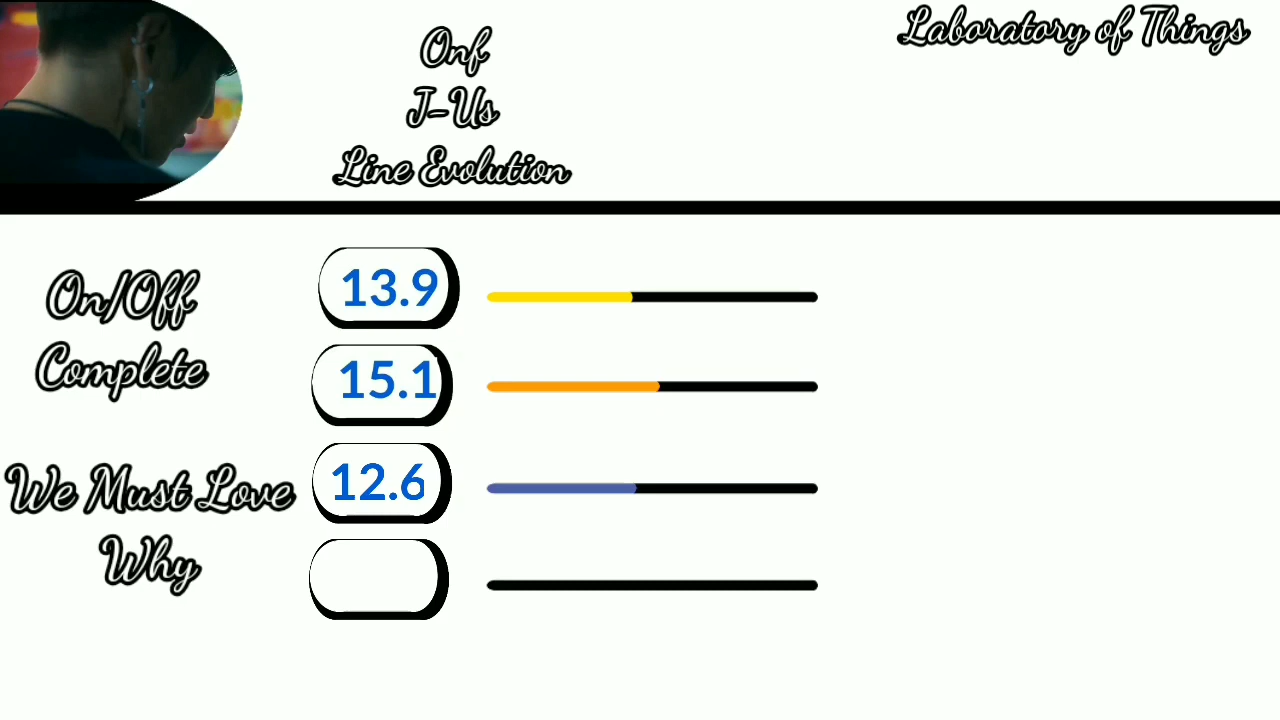 Onf
J-Us
Line Evolution
Laboratory of Things
On/Off
13.9
Complete
15.1
We Must Love
12.6
Why